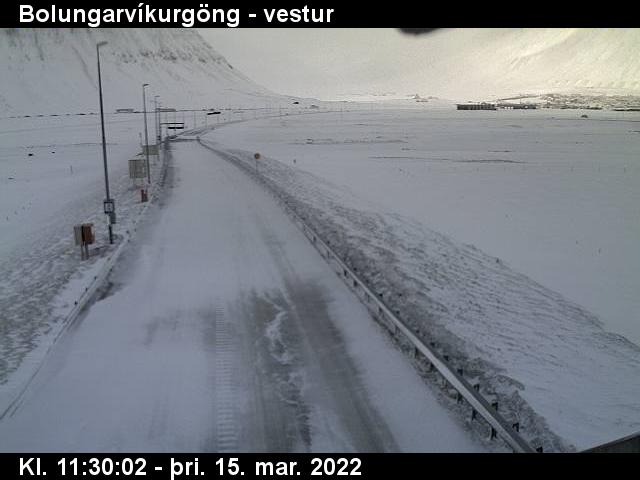 Bolungarvíkurgöng - vestur
Kl. 11:30:02 - þri. 15. mar. 2022